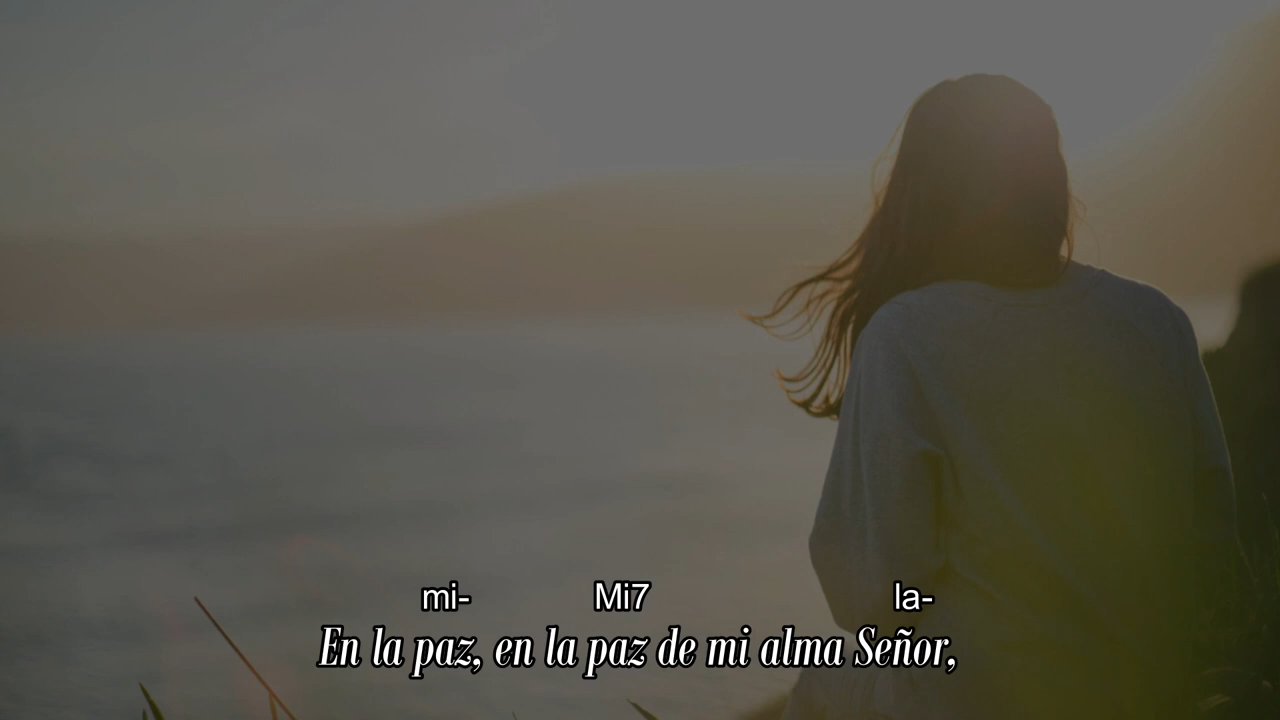 mi- Mi7 la-
En la paz, en la paz de mi alma Señor,